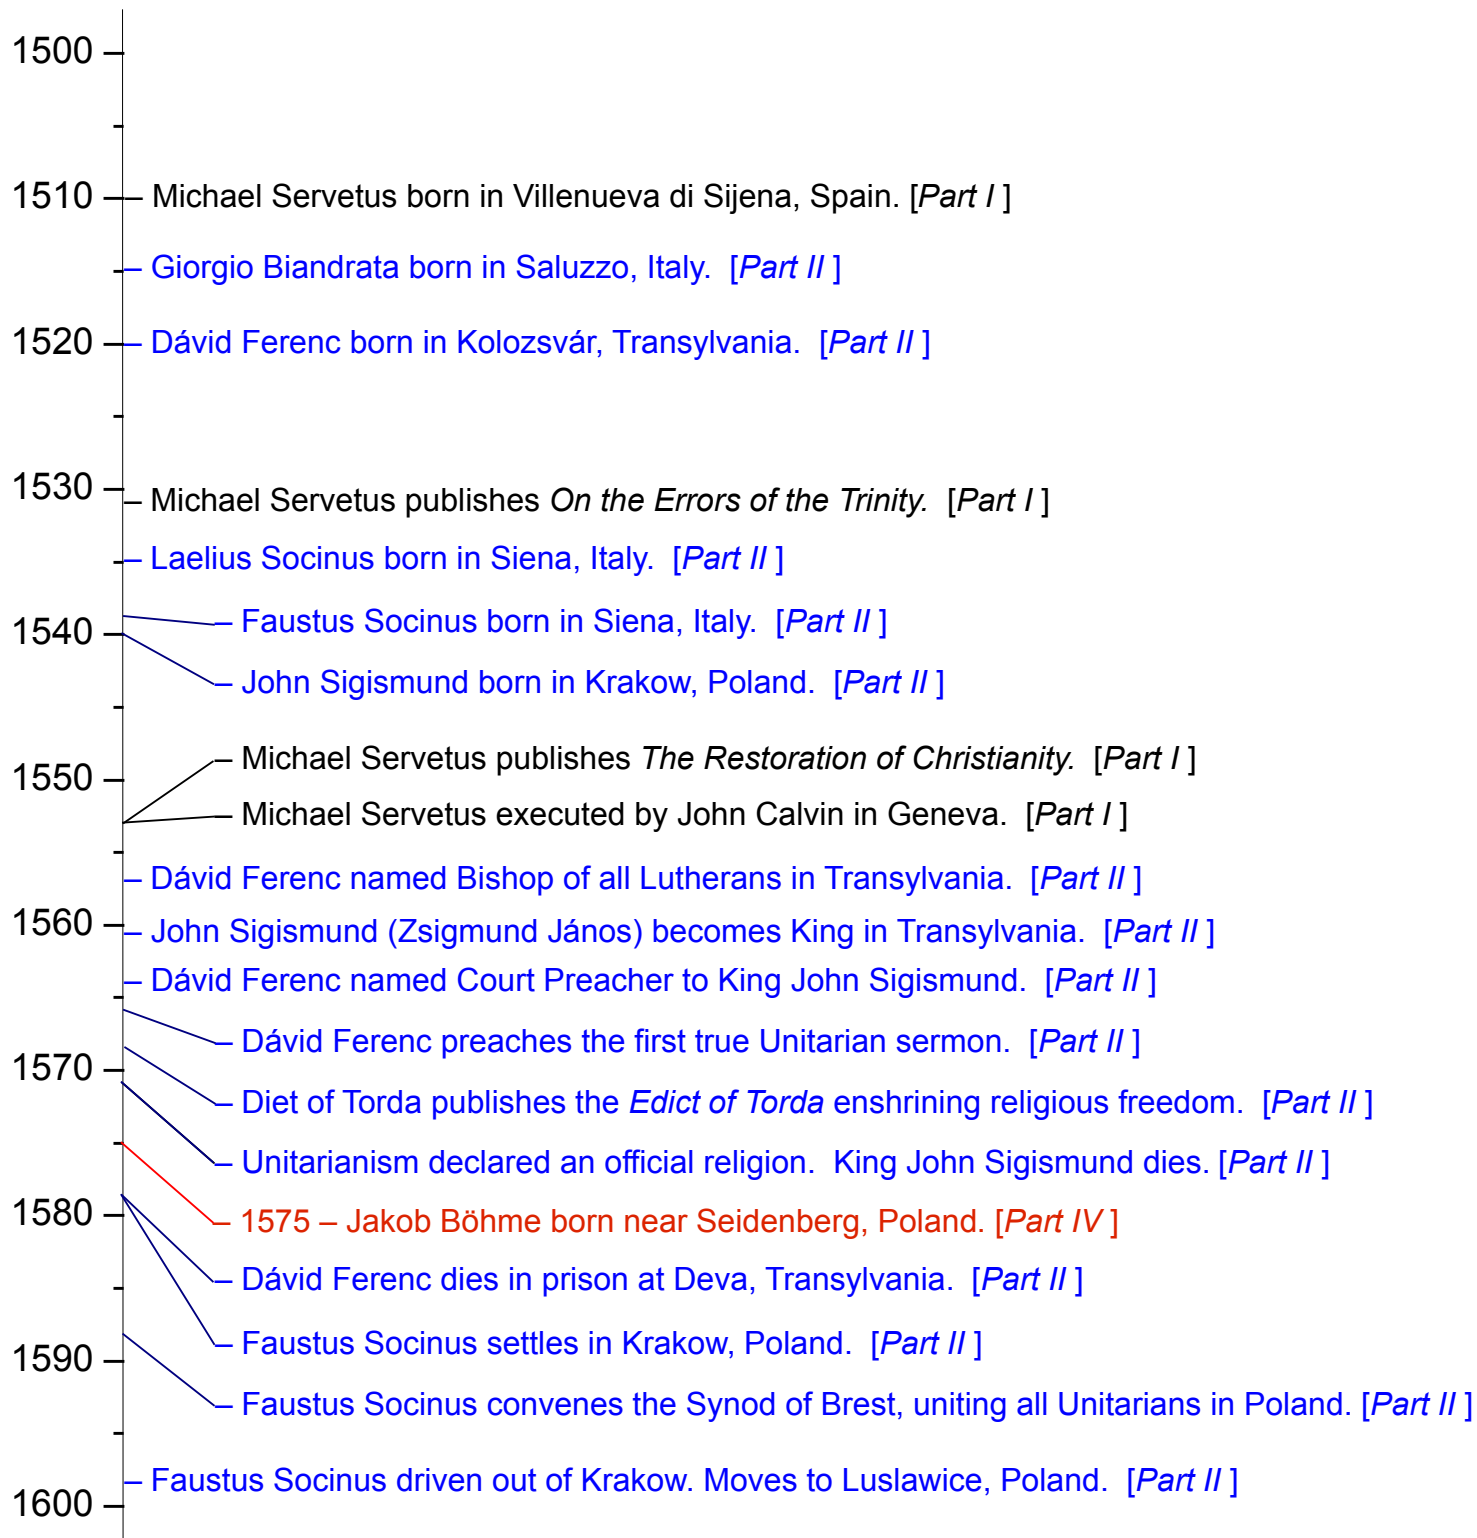 1500
1510 – Michael Servetus born in Villenueva di Sijena, Spain. [Part I ]
– Giorgio Biandrata born in Saluzzo, Italy.  [Part II ]
1520 – Dávid Ferenc born in Kolozsvár, Transylvania.  [Part II ]
1530
– Michael Servetus publishes On the Errors of the Trinity.  [Part I ]
– Laelius Socinus born in Siena, Italy.  [Part II ]
– Faustus Socinus born in Siena, Italy.  [Part II ]
1540
– John Sigismund born in Krakow, Poland.  [Part II ]
– Michael Servetus publishes The Restoration of Christianity.  [Part I ]
1550
– Michael Servetus executed by John Calvin in Geneva.  [Part I ]
– Dávid Ferenc named Bishop of all Lutherans in Transylvania.  [Part II ]
1560
– John Sigismund (Zsigmund János) becomes King in Transylvania.  [Part II ]
– Dávid Ferenc named Court Preacher to King John Sigismund.  [Part II ]
– Dávid Ferenc preaches the first true Unitarian sermon.  [Part II ]
1570
– Diet of Torda publishes the Edict of Torda enshrining religious freedom.  [Part II ]
– Unitarianism declared an official religion.  King John Sigismund dies. [Part II ]
1580
– 1575 – Jakob Böhme born near Seidenberg, Poland. [Part IV ]
– Dávid Ferenc dies in prison at Deva, Transylvania.  [Part II ]
– Faustus Socinus settles in Krakow, Poland.  [Part II ]
1590
– Faustus Socinus convenes the Synod of Brest, uniting all Unitarians in Poland. [Part II ]
– Faustus Socinus driven out of Krakow. Moves to Luslawice, Poland.  [Part II ]
1600